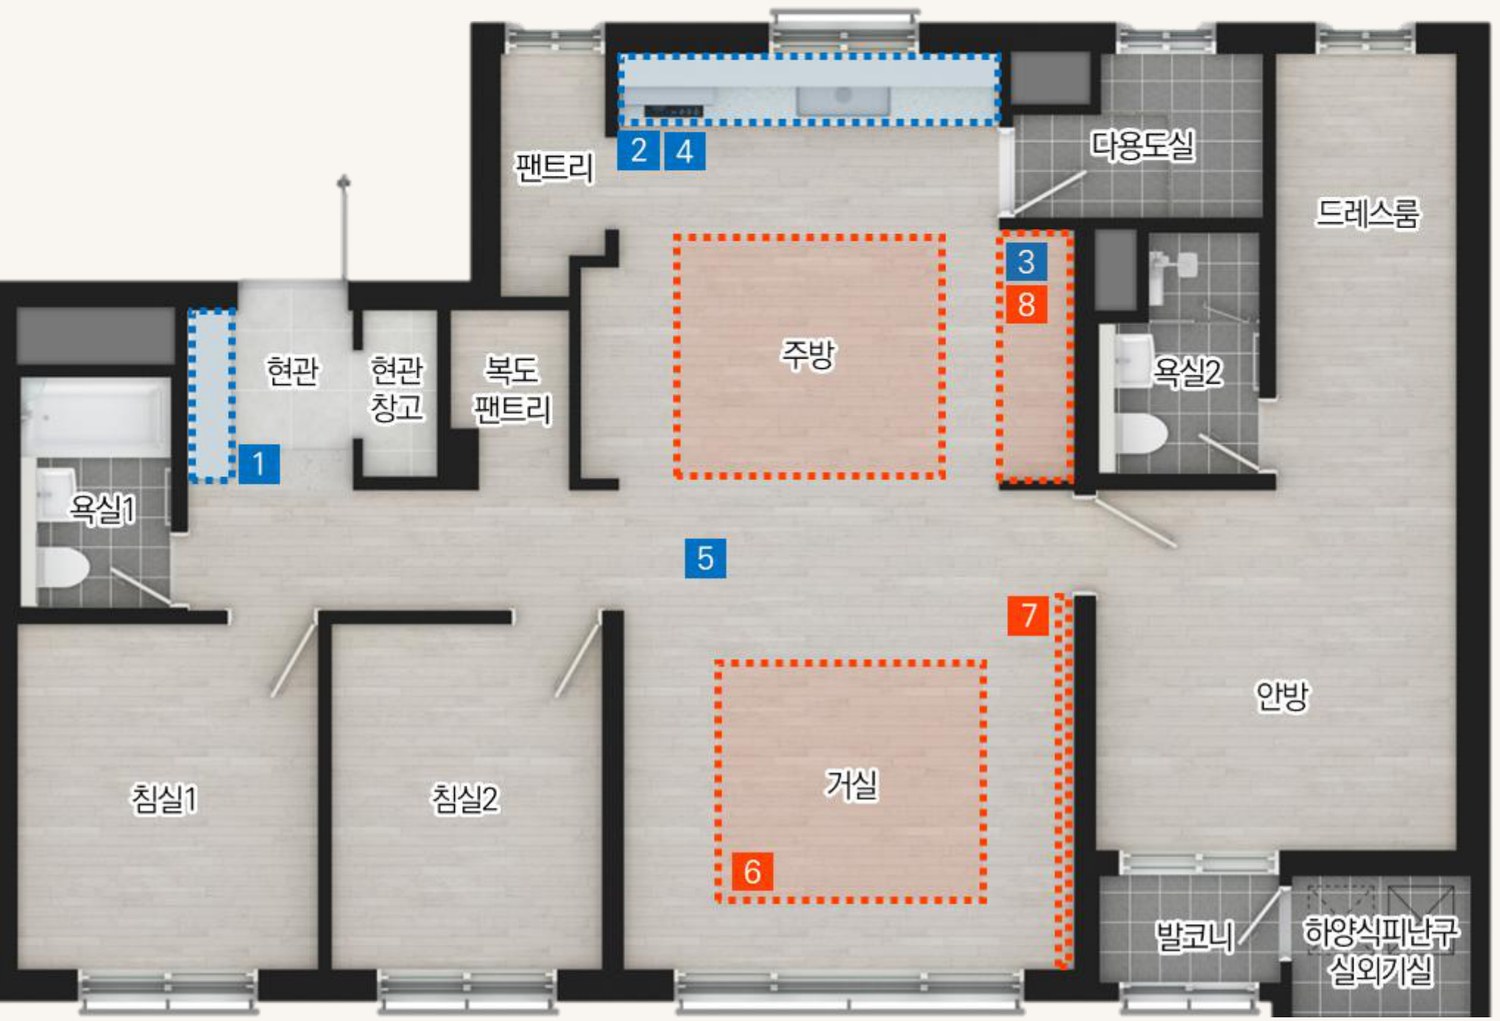 팬트리
2 4
다용도실
드레스룸
3
8
현관
현관
창고
복도
팬트리
주방
욕실2
1
욕실1
5
7
안방
침실1
침실2
거실
6
발코니
하양식피난구
실외기실